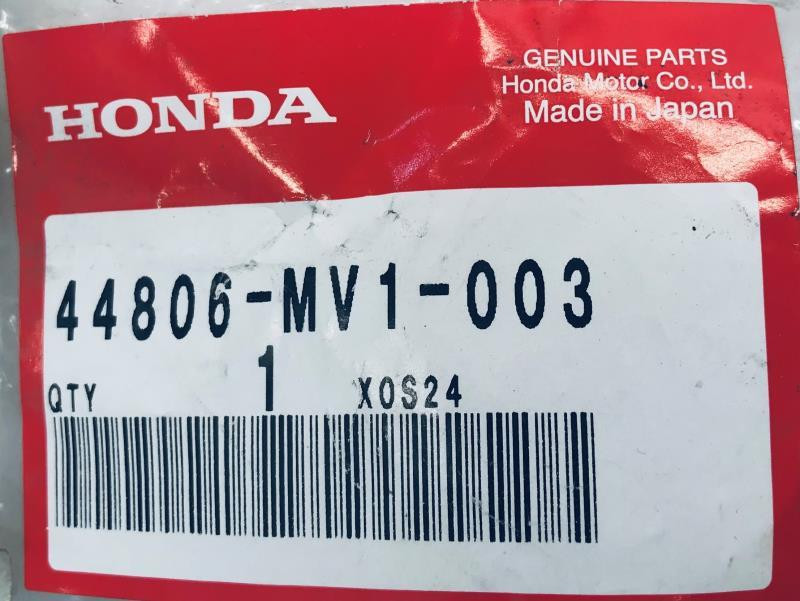 HONDA
GENUINE PARTS
Honda Motor Co., Ltd.
Made in Japan
44806-MV1-003
QTY 1 X0S24